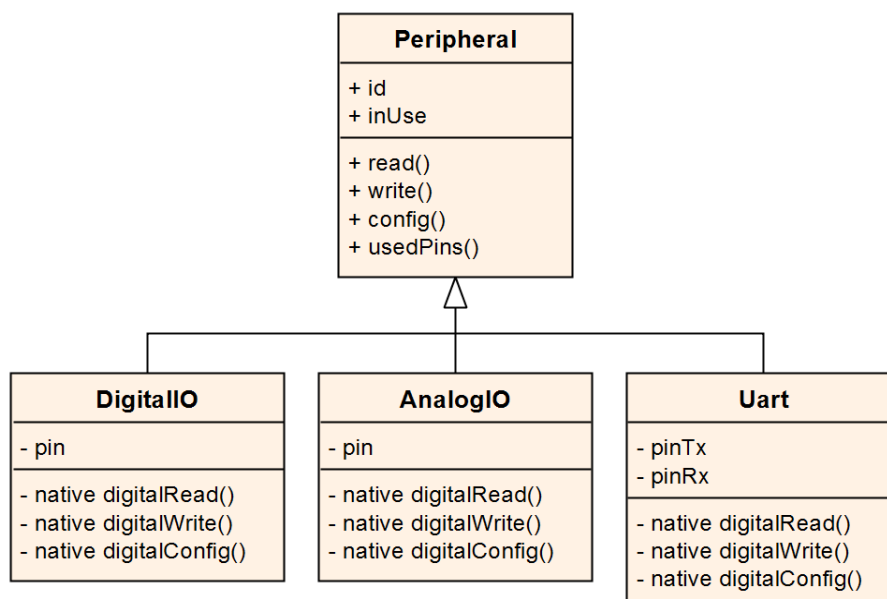 Peripheral
+ id
+ inUse
+ read()
+ write()
+ config()
+ usedPins()
DigitalIO
- pin
- native digitalRead()
- native digitalWrite()
- native digitalConfig()
AnalogIO
- pin
- native digitalRead()
- native digitalWrite()
- native digitalConfig()
Uart
- pinTx
- pinRx
- native digitalRead()
- native digitalWrite()
- native digitalConfig()